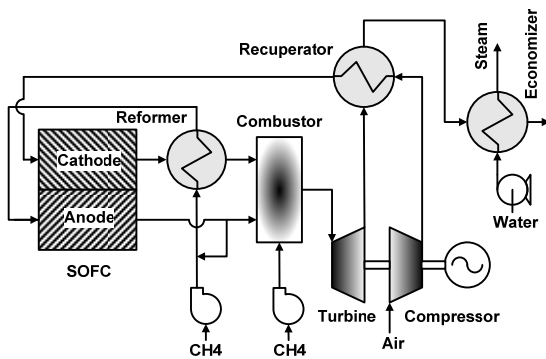 Recuperator
Steam
Economizer
Reformer
Combustor
Cathode
Anode
SOFC
Water
Turbine
Compressor
Air
CH4
CH4